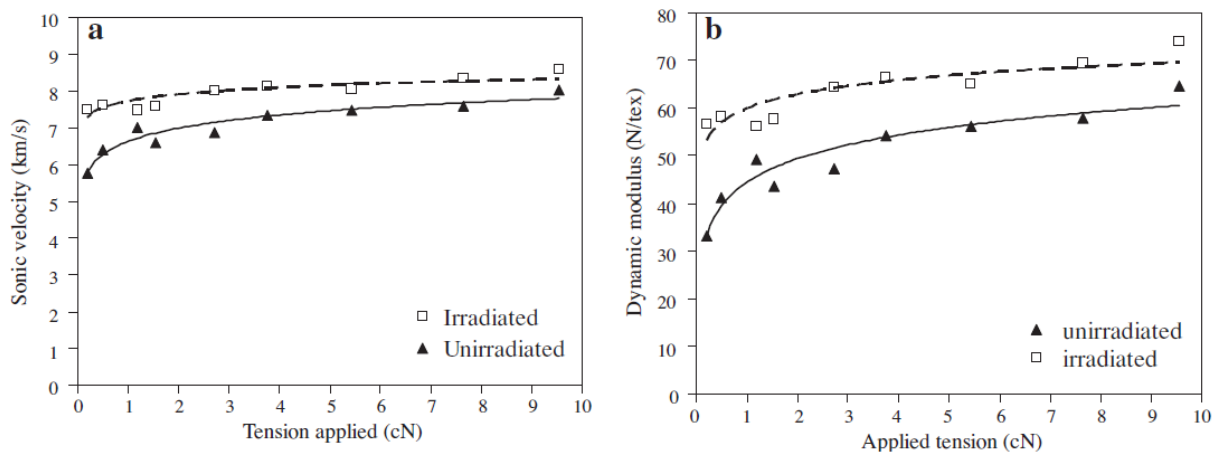 a
Sonic velocity (km/s)
10
9
8
7
6
5
4
3
2
1
0
0 1 2 3 4 5 6 7 8 9 10
Tension applied (cN)
Irradiated
Unirradiated
b
Dynamic modulus (N/tex)
80
70
60
50
40
30
20
10
0
0 1 2 3 4 5 6 7 8 9 10
Applied tension (cN)
unirradiated
irradiated